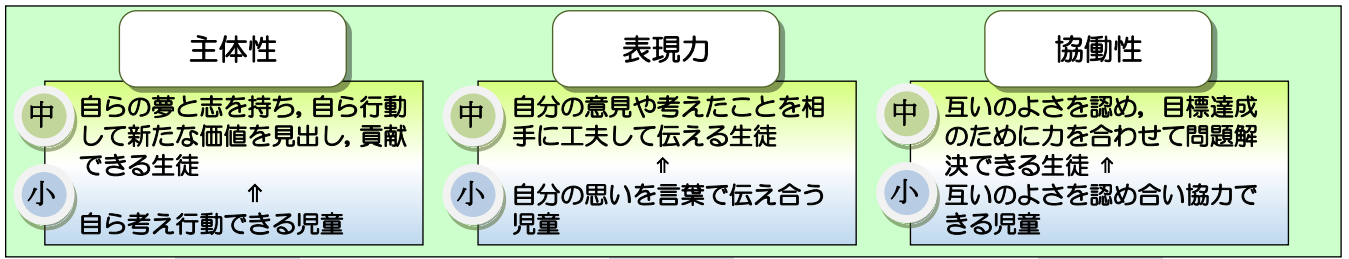 主体性
中
自らの夢と志を持ち，自ら行動
して新たな価値を見出し，貢献
できる生徒
⇑
小
自ら考え行動できる児童
表現力
中
自分の意見や考えたことを相
手に工夫して伝える生徒
⇑
小
自分の思いを言葉で伝え合う
児童
協働性
中
互いのよさを認め，目標達成
のために力を合わせて問題解
決できる生徒 ⇑
小
互いのよさを認め合い協力で
きる児童